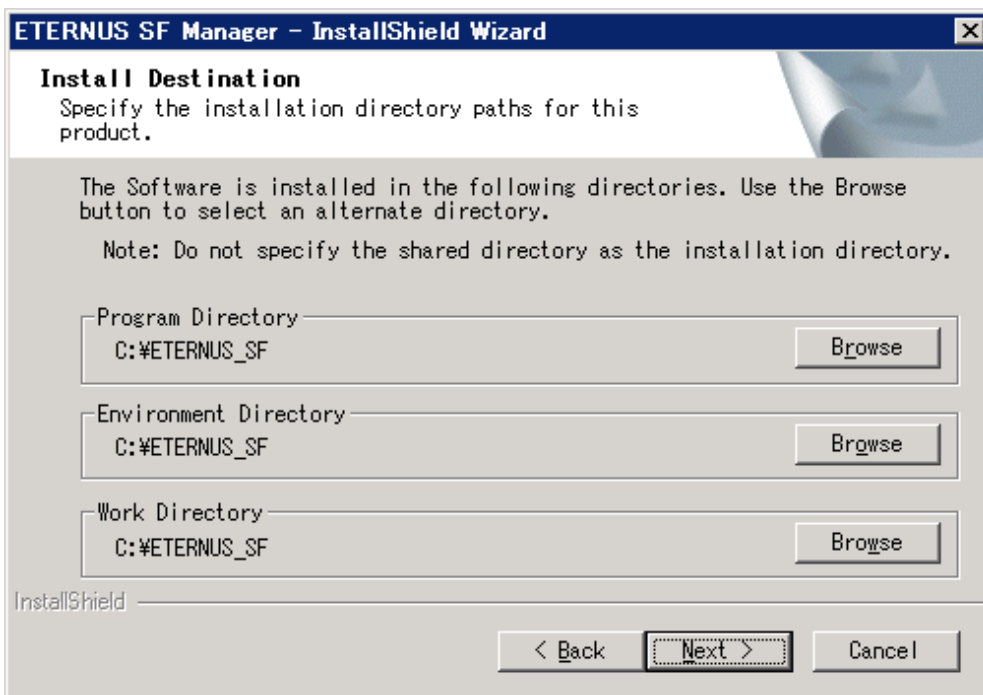 ETERNUS SF Manager - InstallShield Wizard
Install Destination
Specify the installation directory paths for this
product.
The Software is installed in the following directories. Use the Browse
button to select an alternate directory.
Note: Do not specify the shared directory as the installation directory.
Program Directory
C:¥ETERNUS_SF
Browse
Environment Directory
C:¥ETERNUS_SF
Browse
Work Directory
C:¥ETERNUS_SF
Browse
InstallShield
< Back Next > Cancel